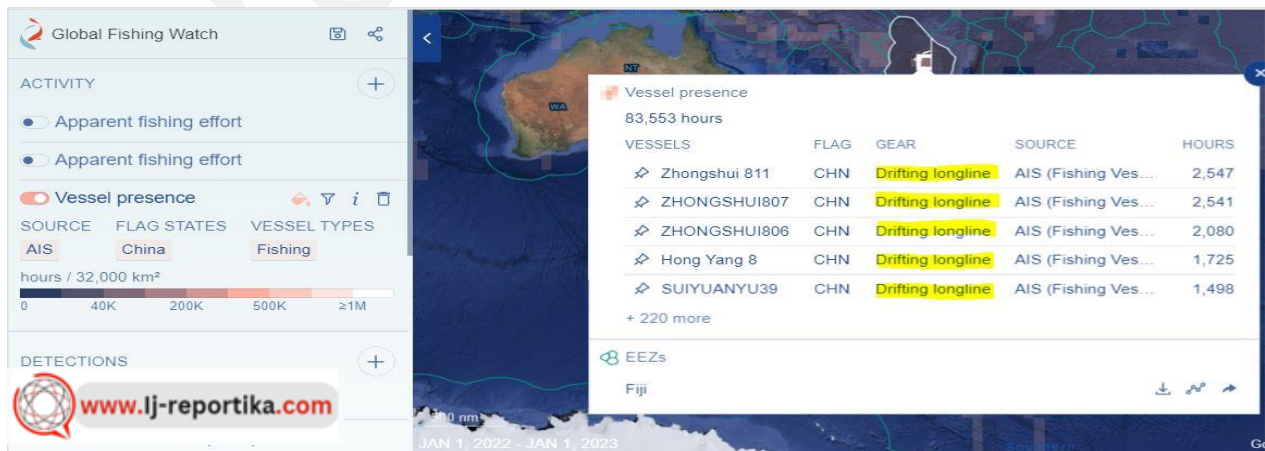 Global Fishing Watch
ACTIVITY
Apparent fishing effort
Apparent fishing effort
Vessel presence
SOURCE FLAG STATES VESSEL TYPES
AIS China Fishing
hours / 32,000 km²
0 40K 200K 500K ≥1M
DETECTIONS
www.lj-reportika.com
NT
WA
Vessel presence
83,553 hours
VESSELS FLAG GEAR SOURCE HOURS
Zhongshui 811 CHN Drifting longline AIS (Fishing Ves... 2,547
ZHONGSHUI807 CHN Drifting longline AIS (Fishing Ves... 2,541
ZHONGSHUI806 CHN Drifting longline AIS (Fishing Ves... 2,080
Hong Yang 8 CHN Drifting longline AIS (Fishing Ves... 1,725
SUIYUANYU39 CHN Drifting longline AIS (Fishing Ves... 1,498
+ 220 more
EEZs
Fiji
JAN 1, 2022 - JAN 1, 2023